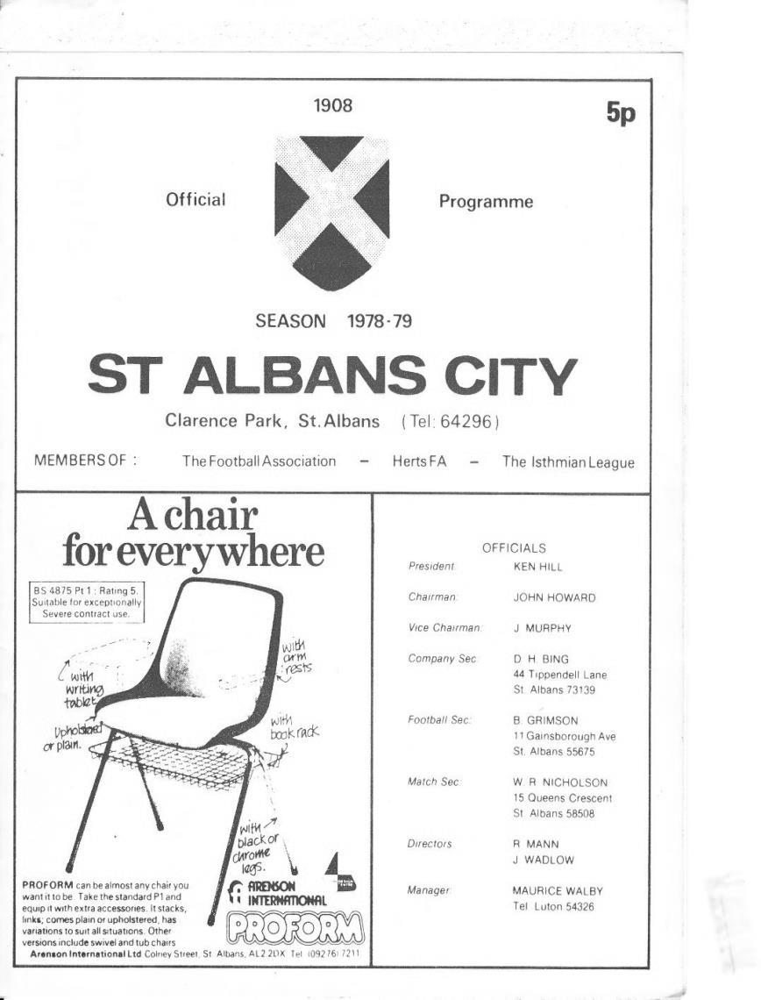 1908
5p
Official
Programme
SEASON 1978-79
ST ALBANS CITY
Clarence Park, St.Albans (Tel: 64296)
MEMBERS OF : The Football Association – Herts FA – The Isthmian League
A chair
for everywhere
BS 4875 Pt 1 : Rating 5.
Suitable for exceptionally
Severe contract use.
with
arm
rests
with
writing
tablet
Upholstered
or plain.
with
book rack
with
black or
chrome
legs.
PROFORM can be almost any chair you
want it to be. Take the standard P1 and
equip it with extra accessories. It stacks,
links; comes plain or upholstered, has
variations to suit all situations. Other
versions include swivel and tub chairs
ARENSON
INTERNATIONAL
PROFORM
Arenson International Ltd Colney Street, St Albans, AL2 2DX Tel (09276) 7211
OFFICIALS
President: KEN HILL
Chairman: JOHN HOWARD
Vice Chairman: J MURPHY
Company Sec: D H. BING
44 Tippendell Lane
St. Albans 73139
Football Sec: B. GRIMSON
11 Gainsborough Ave
St. Albans 55675
Match Sec: W. R NICHOLSON
15 Queens Crescent
St Albans 58508
Directors R MANN
J WADLOW
Manager: MAURICE WALBY
Tel Luton 54326